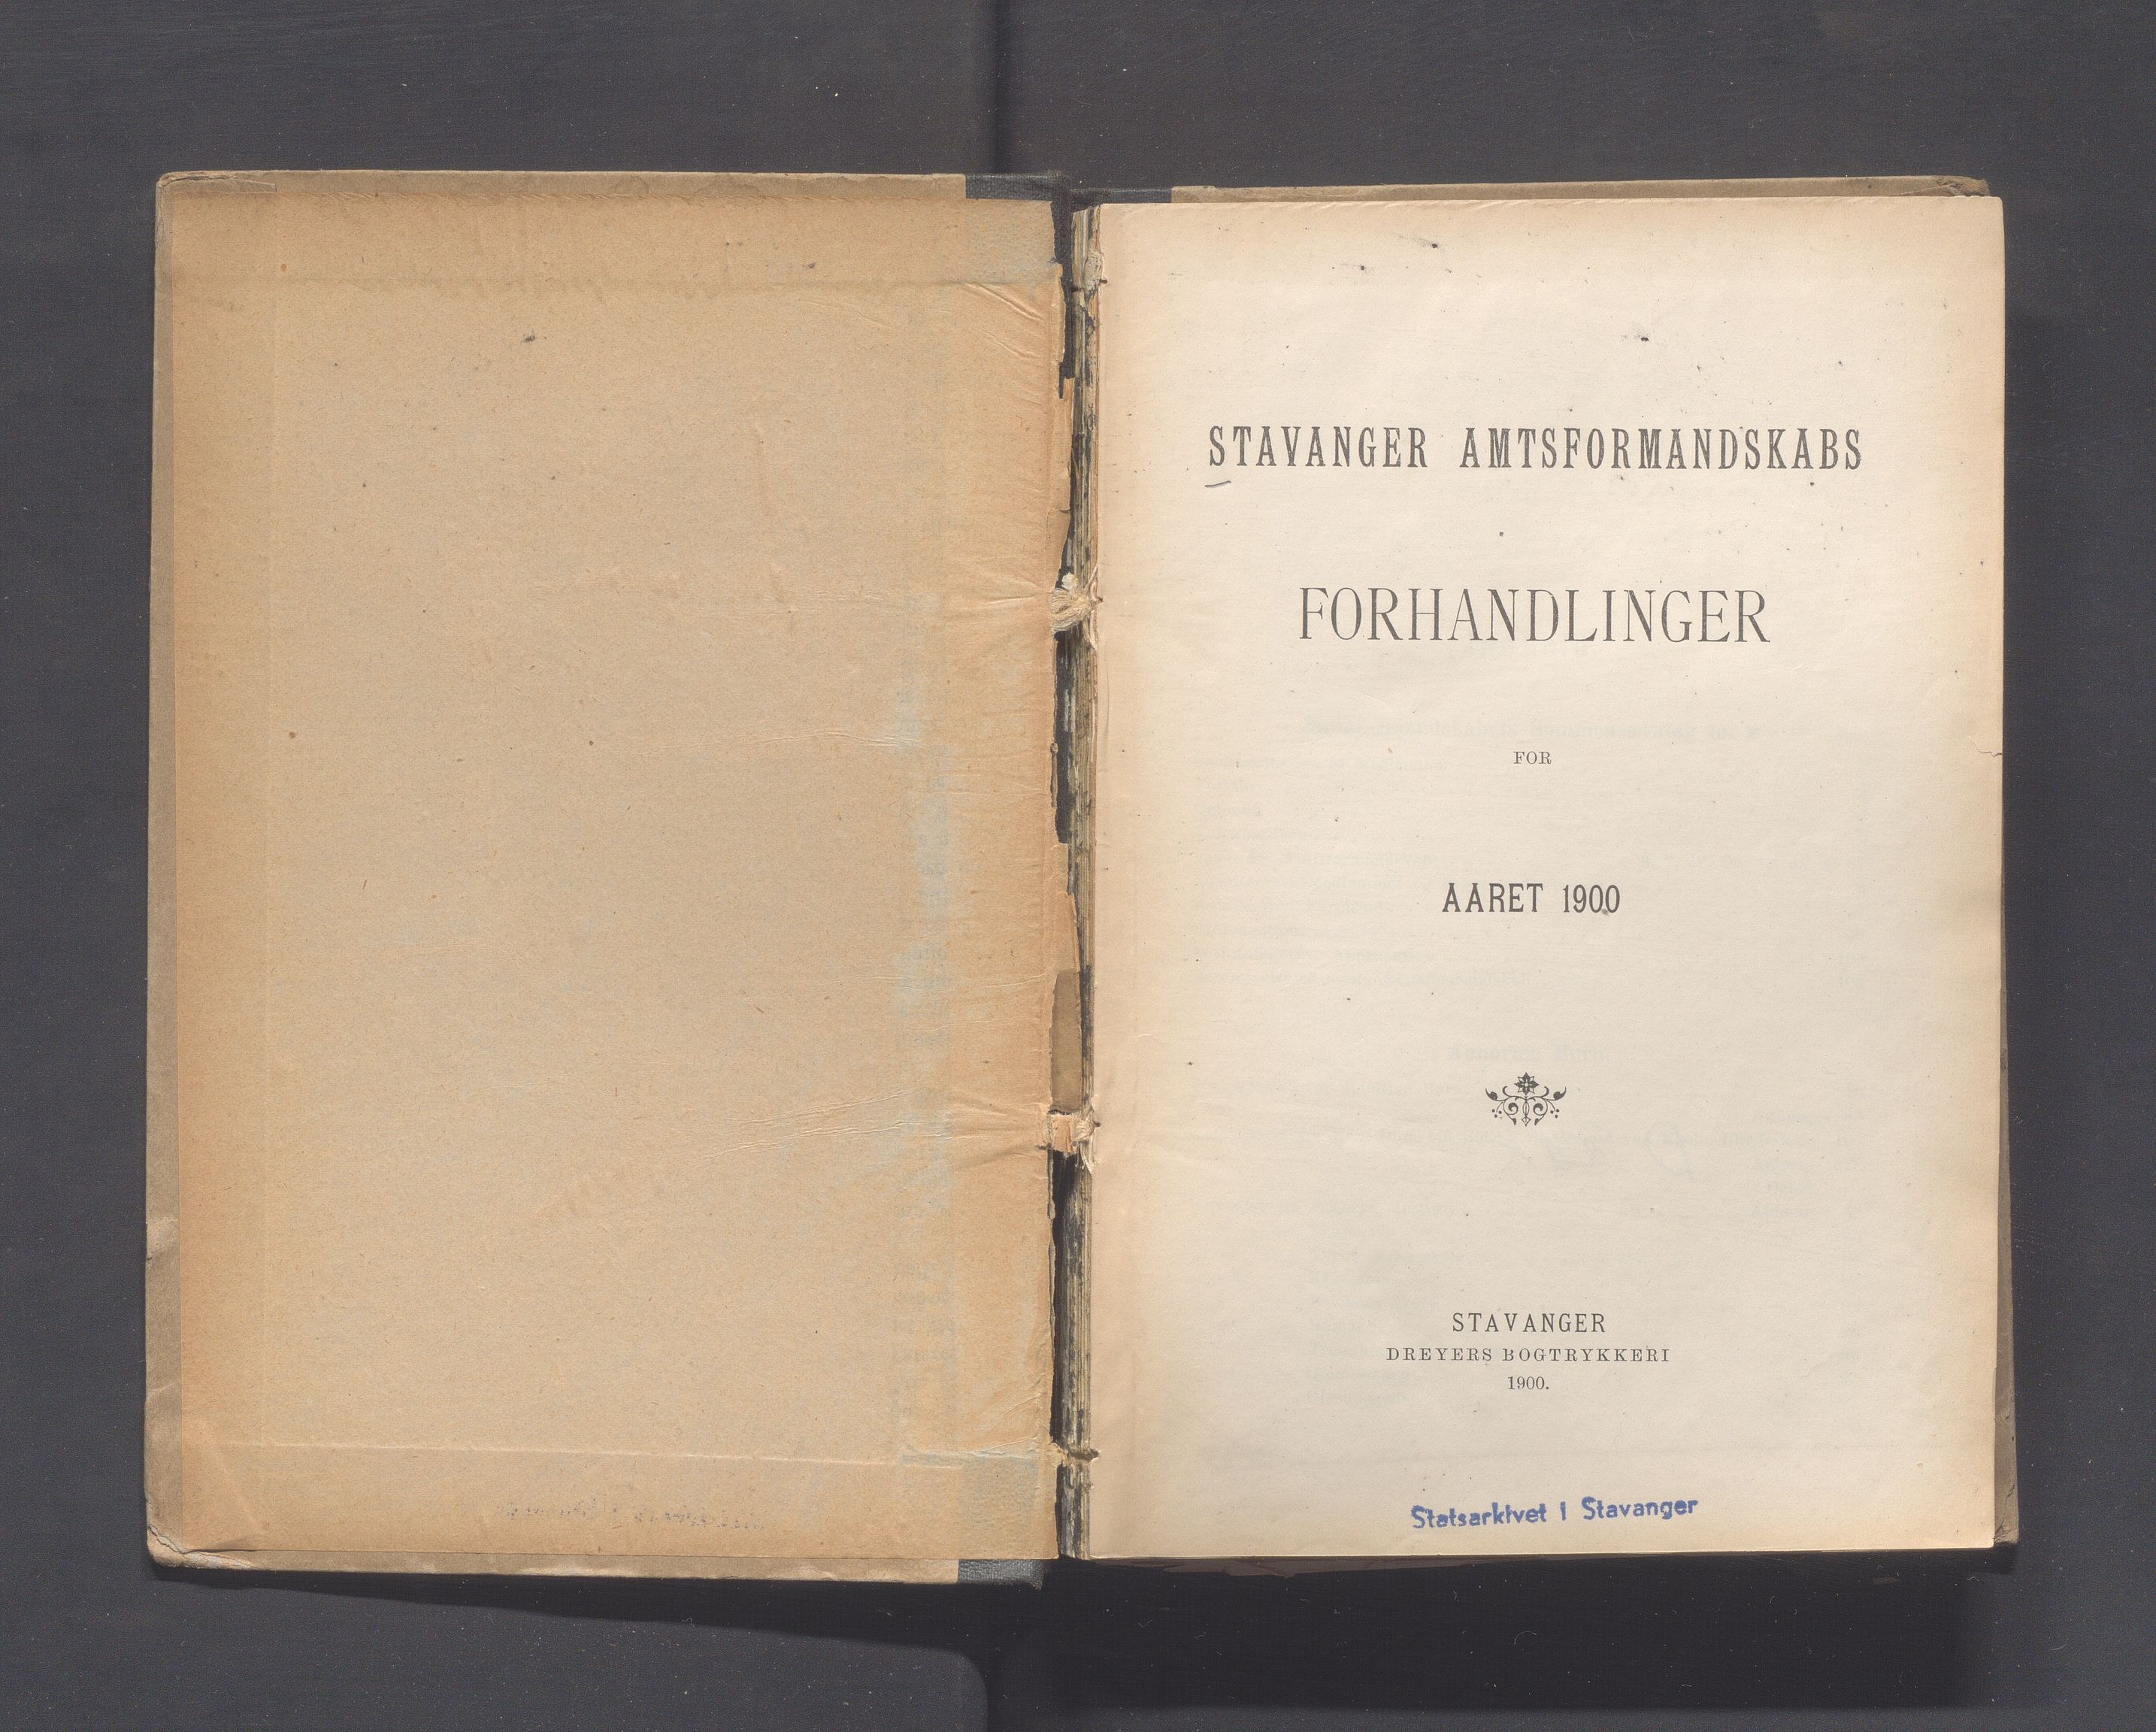 STAVANGER AMTSFORMANDSKABS
FORHANDLINGER
FOR
AARET 1900
STAVANGER
DREYERS BOGTRYKKERI
1900.
Statsarkivet i Stavanger